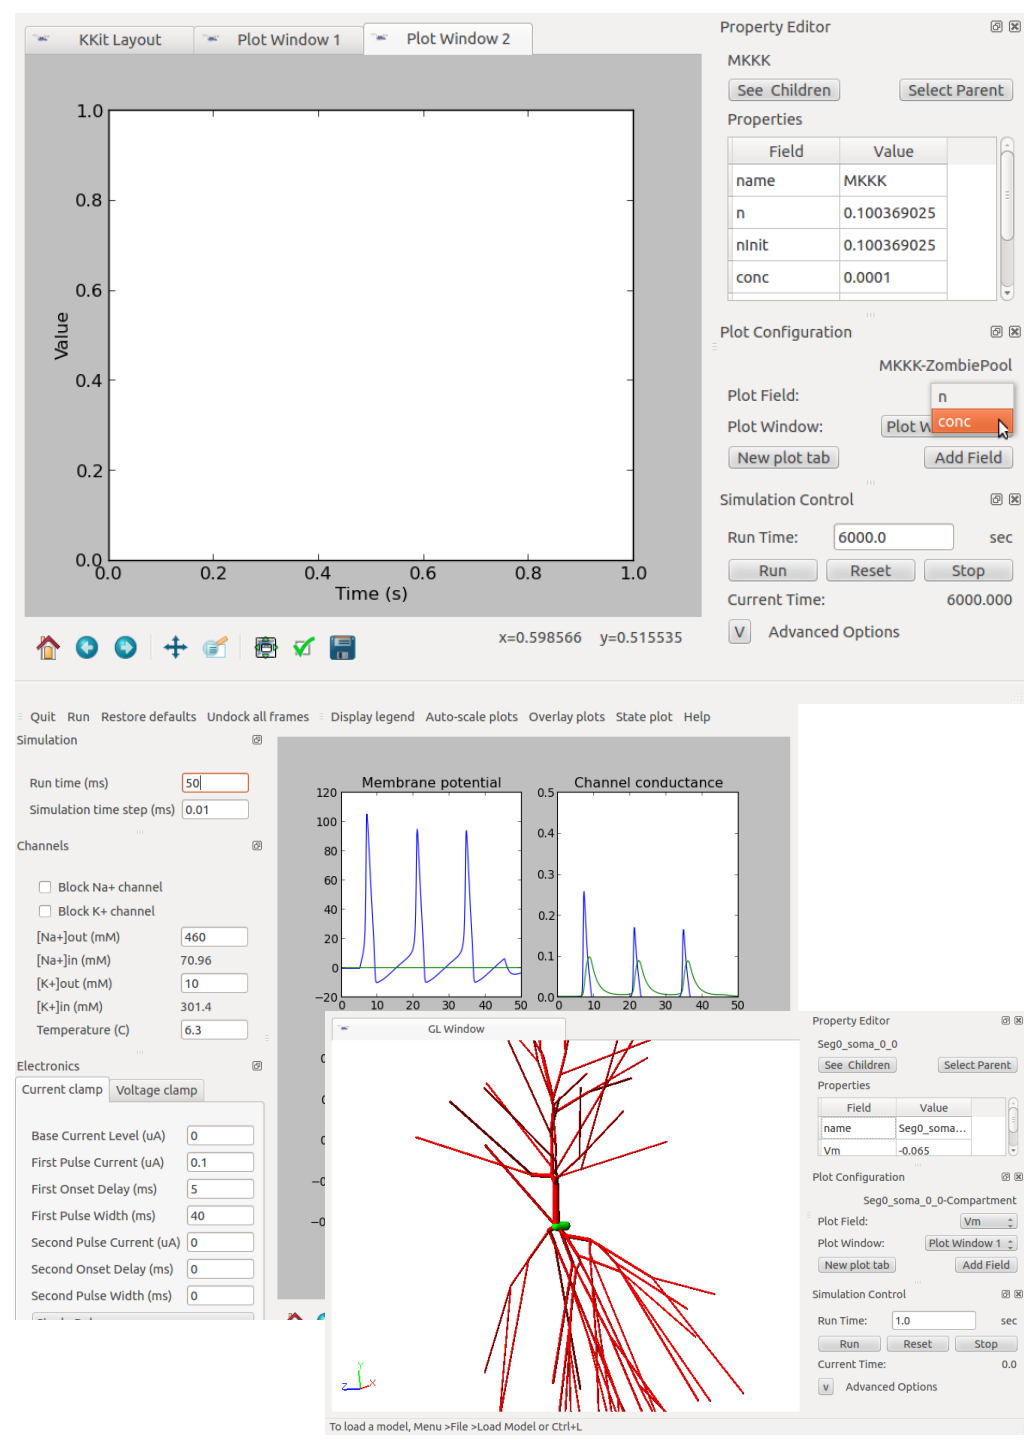 KKit Layout
Plot Window 1
Plot Window 2
1.0
0.8
0.6
0.4
0.2
0.0
Value
0.0 0.2 0.4 0.6 0.8 1.0
Time (s)
x=0.598566 y=0.515535
Property Editor
MKKK
See Children Select Parent
Properties
Field Value
name MKKK
n 0.100369025
nInit 0.100369025
conc 0.0001
Plot Configuration
MKKK-ZombiePool
Plot Field: n
conc
Plot Window: Plot W
New plot tab Add Field
Simulation Control
Run Time: 6000.0 sec
Run Reset Stop
Current Time: 6000.000
V Advanced Options
Quit Run Restore defaults Undock all frames Display legend Auto-scale plots Overlay plots State plot Help
Simulation
Run time (ms) 50
Simulation time step (ms) 0.01
Channels
Block Na+ channel
Block K+ channel
[Na+]out (mM) 460
[Na+]in (mM) 70.96
[K+]out (mM) 10
[K+]in (mM) 301.4
Temperature (C) 6.3
Electronics
Current clamp Voltage clamp
Base Current Level (uA) 0
First Pulse Current (uA) 0.1
First Onset Delay (ms) 5
First Pulse Width (ms) 40
Second Pulse Current (uA) 0
Second Onset Delay (ms) 0
Second Pulse Width (ms) 0
Membrane potential
120
100
80
60
40
20
0
−20
0 10 20 30 40 50
Channel conductance
0.5
0.4
0.3
0.2
0.1
0.0
0 10 20 30 40 50
GL Window
−0
−0
Y
Z X
Property Editor
Seg0_soma_0_0
See Children Select Parent
Properties
Field Value
name Seg0_soma...
Vm -0.065
Plot Configuration
Seg0_soma_0_0-Compartment
Plot Field: Vm
Plot Window: Plot Window 1
New plot tab Add Field
Simulation Control
Run Time: 1.0 sec
Run Reset Stop
Current Time: 0.0
v Advanced Options
To load a model, Menu >File >Load Model or Ctrl+L